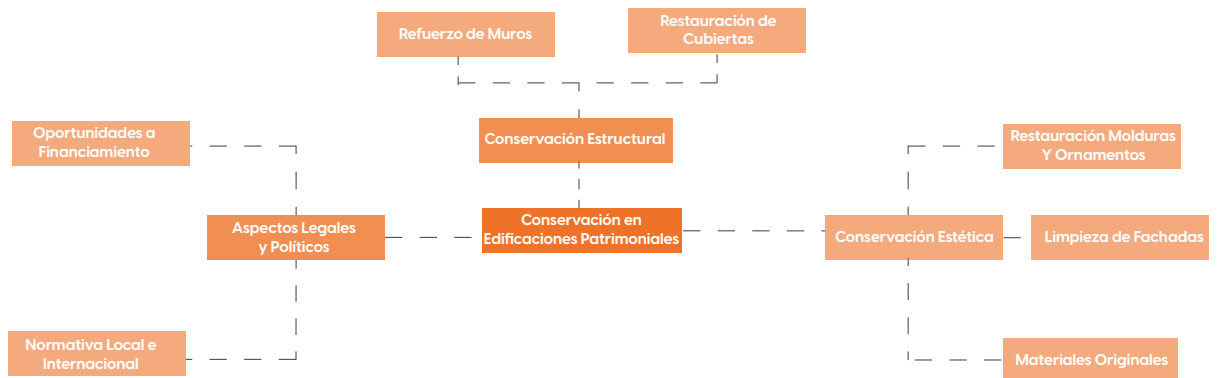 Refuerzo de Muros
Restauración de
Cubiertas
Oportunidades a
Financiamiento
Conservación Estructural
Restauración Molduras
Y Ornamentos
Aspectos Legales
y Políticos
Conservación en
Edificaciones Patrimoniales
Conservación Estética
Limpieza de Fachadas
Normativa Local e
Internacional
Materiales Originales